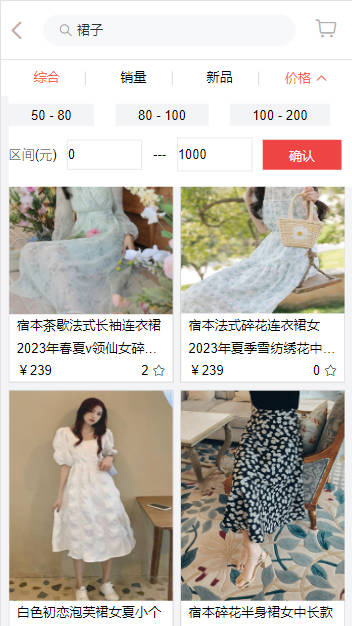 裙子
综合 销量 新品 价格
50 - 80 80 - 100 100 - 200
区间(元) 0 --- 1000 确认
宿本茶歇法式长袖连衣裙
2023年春夏v领仙女碎...
￥239 2
宿本法式碎花连衣裙女
2023年夏季雪纺绣花中...
￥239 0
白色初恋泡芙裙女夏小个
宿本碎花半身裙女中长款